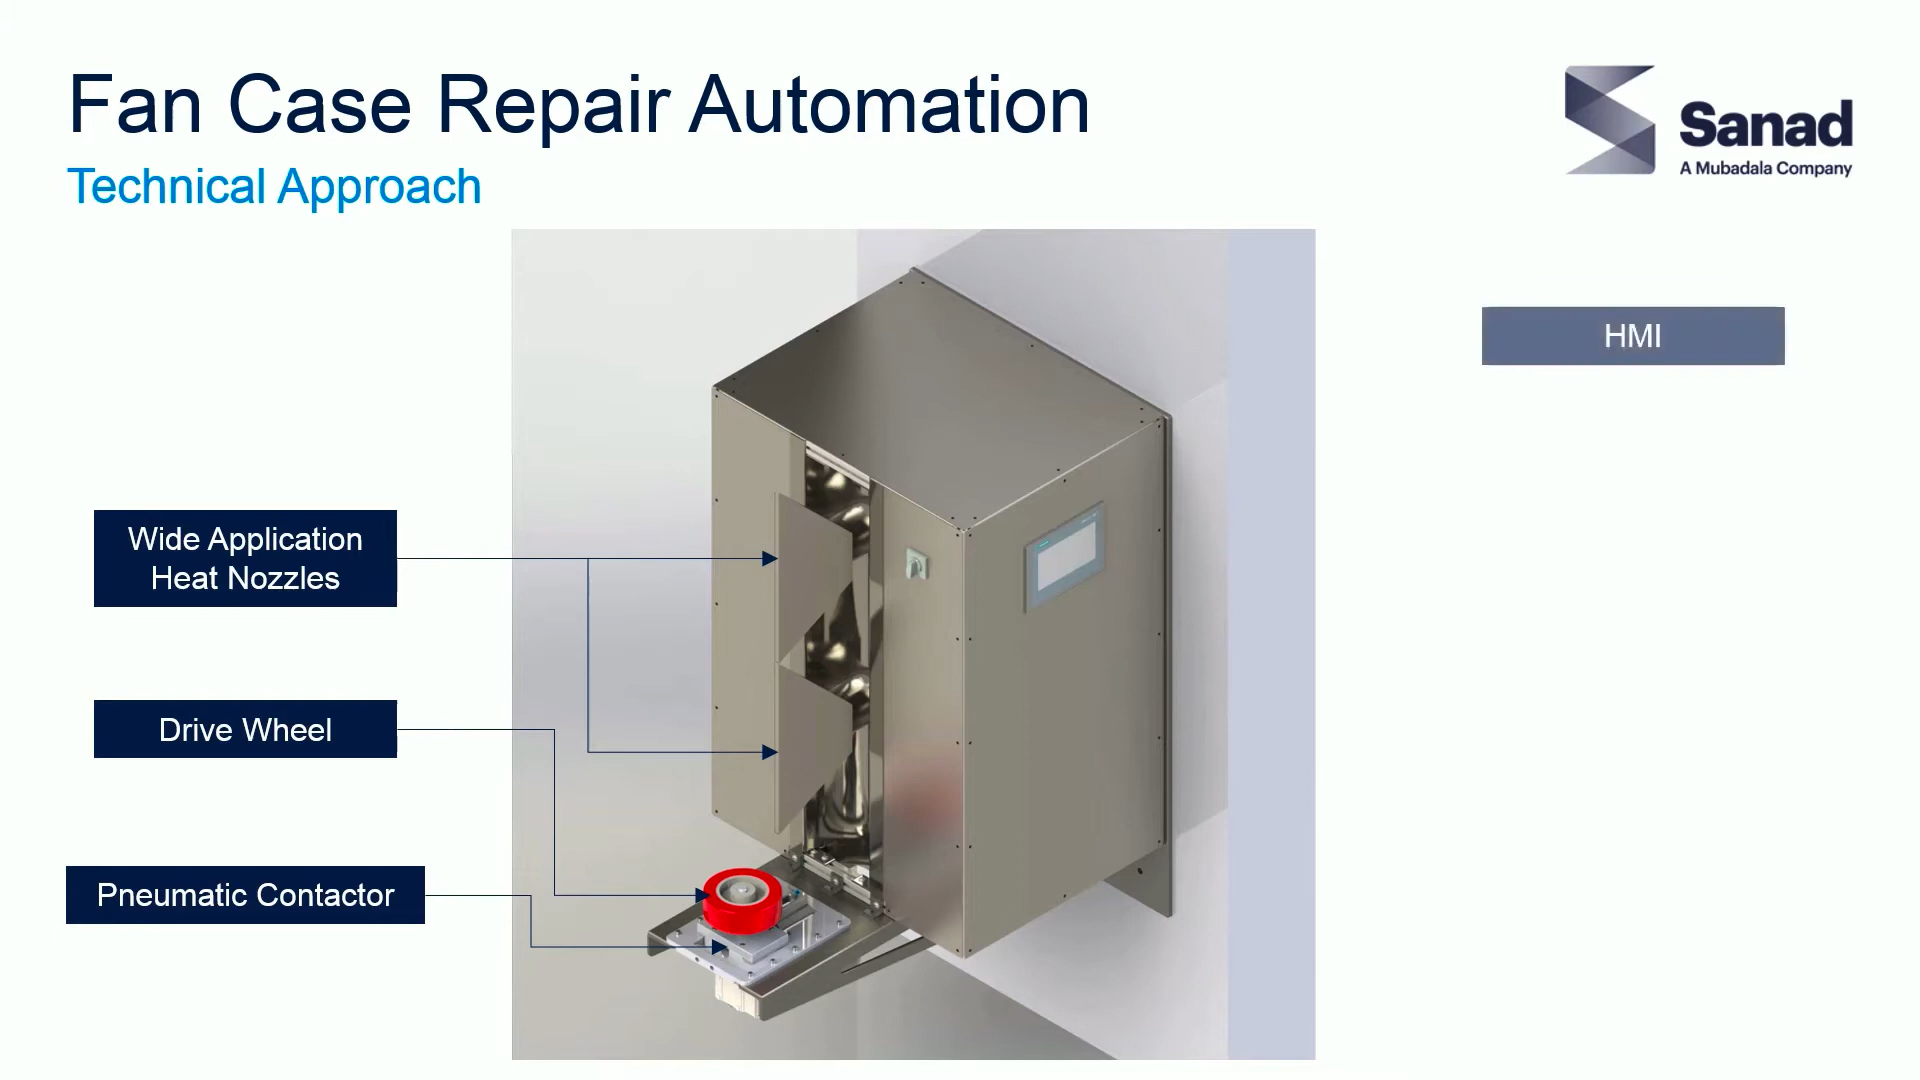 Fan Case Repair Automation
Technical Approach
Sanad
A Mubadala Company
HMI
Wide Application
Heat Nozzles
Drive Wheel
Pneumatic Contactor